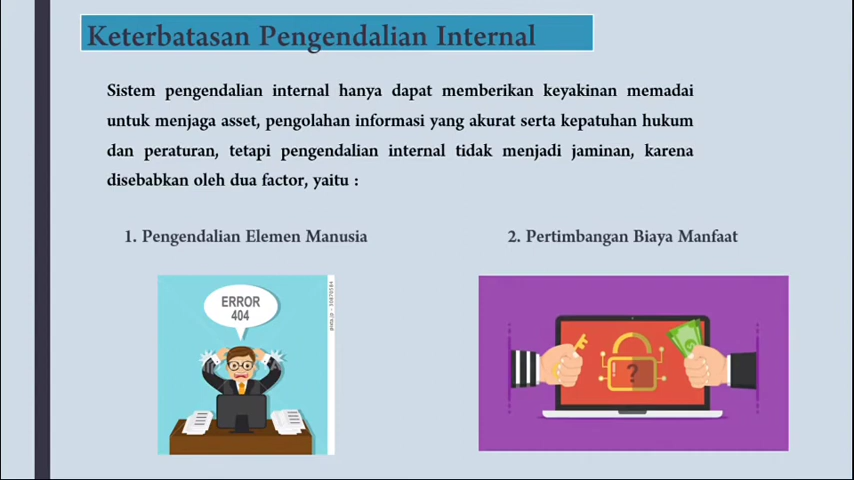 Keterbatasan Pengendalian Internal
Sistem pengendalian internal hanya dapat memberikan keyakinan memadai
untuk menjaga asset, pengolahan informasi yang akurat serta kepatuhan hukum
dan peraturan, tetapi pengendalian internal tidak menjadi jaminan, karena
disebabkan oleh dua factor, yaitu :
1. Pengendalian Elemen Manusia
2. Pertimbangan Biaya Manfaat
ERROR
404
?
$